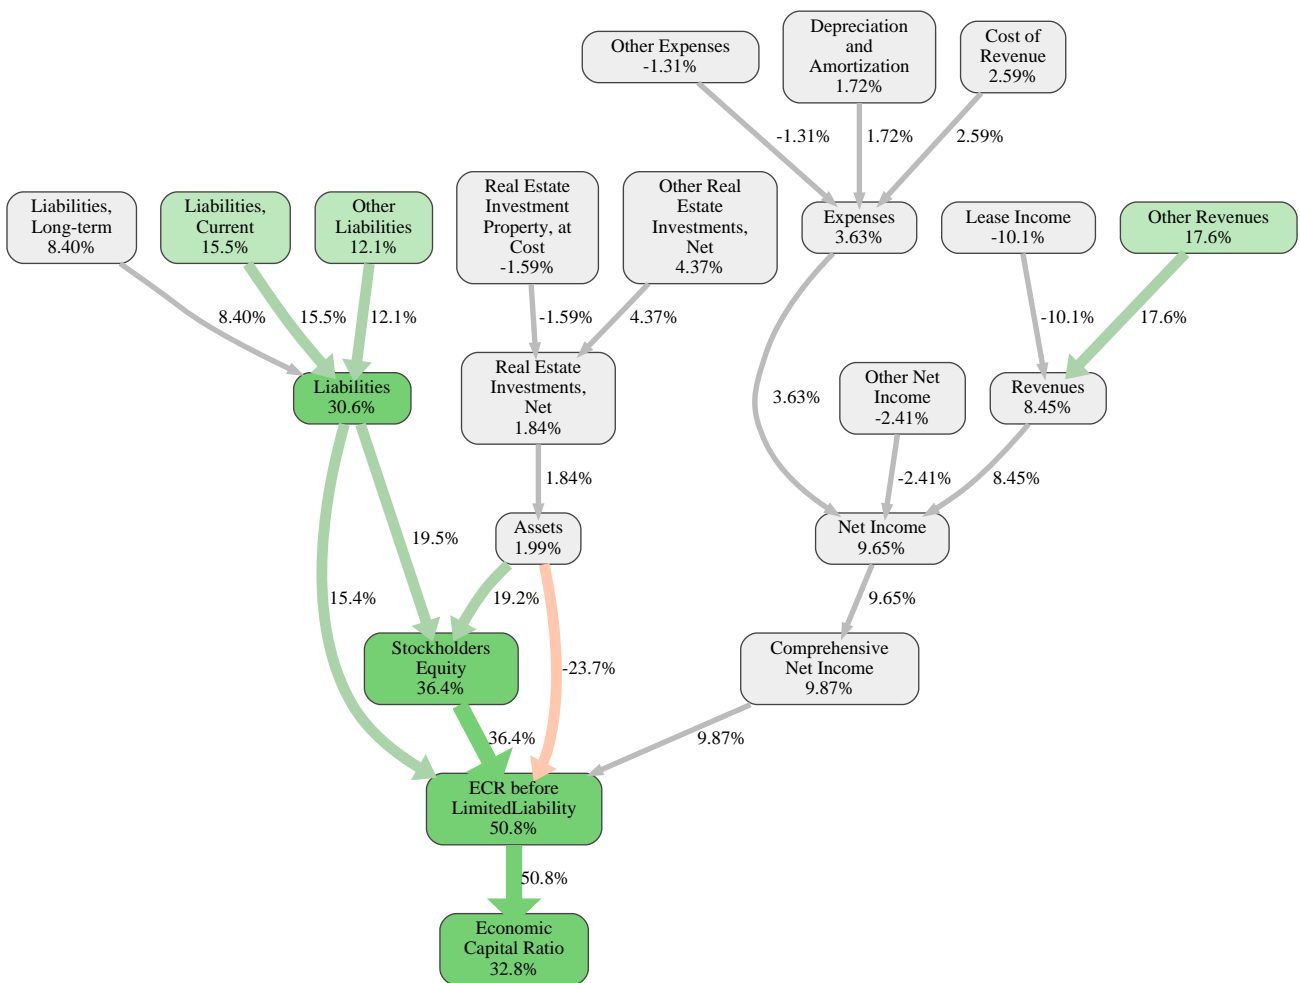 Other Expenses
-1.31%
Depreciation
and
Amortization
1.72%
Cost of
Revenue
2.59%
-1.31%
1.72%
2.59%
Liabilities,
Long-term
8.40%
Liabilities,
Current
15.5%
Other
Liabilities
12.1%
Real Estate
Investment
Property, at
Cost
-1.59%
Other Real
Estate
Investments,
Net
4.37%
Expenses
3.63%
Lease Income
-10.1%
Other Revenues
17.6%
8.40%
15.5%
12.1%
-1.59%
4.37%
-10.1%
17.6%
Liabilities
30.6%
Real Estate
Investments,
Net
1.84%
3.63%
Other Net
Income
-2.41%
Revenues
8.45%
1.84%
-2.41%
8.45%
19.5%
Assets
1.99%
Net Income
9.65%
15.4%
19.2%
9.65%
Stockholders
Equity
36.4%
-23.7%
Comprehensive
Net Income
9.87%
36.4%
9.87%
ECR before
LimitedLiability
50.8%
50.8%
Economic
Capital Ratio
32.8%